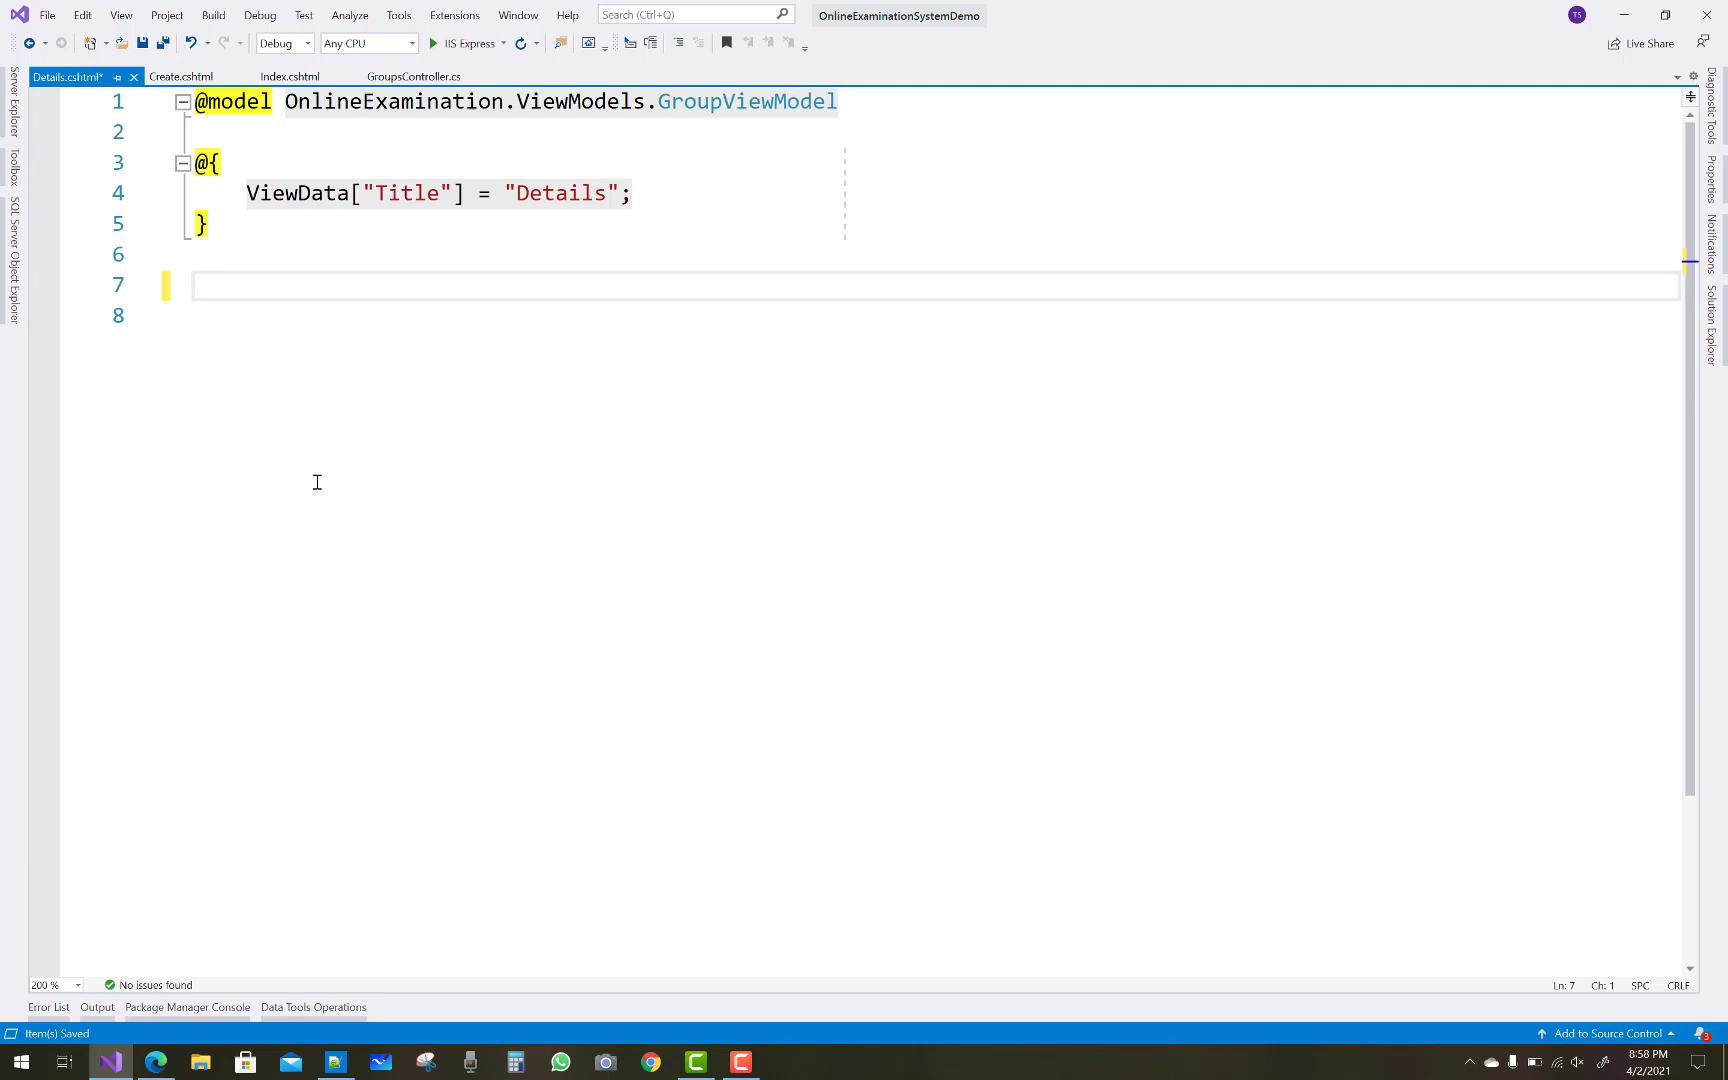 File Edit View Project Build Debug Test Analyze Tools Extensions Window Help Search (Ctrl+Q) OnlineExaminationSystemDemo TS
Debug Any CPU IIS Express Live Share
Details.cshtml* Create.cshtml Index.cshtml GroupsController.cs
1 @model OnlineExamination.ViewModels.GroupViewModel
2
3 @{
4 ViewData["Title"] = "Details";
5 }
6
7
8
Server Explorer
Toolbox
SQL Server Object Explorer
Diagnostic Tools
Properties
Notifications
Solution Explorer
200 % No issues found Ln: 7 Ch: 1 SPC CRLF
Error List Output Package Manager Console Data Tools Operations
Item(s) Saved Add to Source Control 3
8:58 PM
4/2/2021